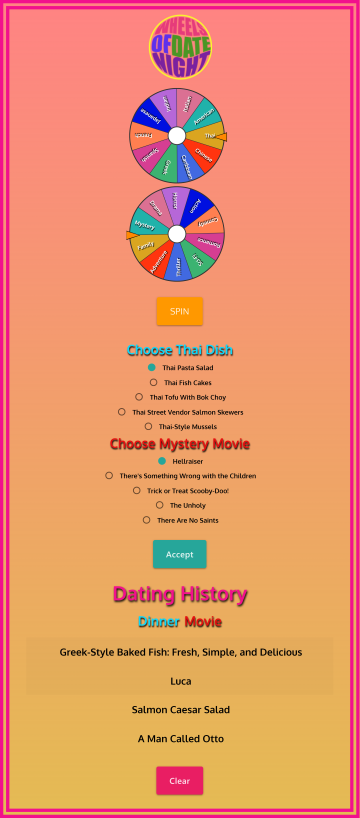 WHEELS
OF DATE
NIGHT
Indian
Italian
American
Thai
Chinese
Caribbean
Greek
Spanish
French
Japanese
Horror
Action
Comedy
Romance
Sci-Fi
Thriller
Adventure
Family
Mystery
Drama
SPIN
Choose Thai Dish
Thai Pasta Salad
Thai Fish Cakes
Thai Tofu With Bok Choy
Thai Street Vendor Salmon Skewers
Thai-Style Mussels
Choose Mystery Movie
Hellraiser
There's Something Wrong with the Children
Trick or Treat Scooby-Doo!
The Unholy
There Are No Saints
Accept
Dating History
Dinner Movie
Greek-Style Baked Fish: Fresh, Simple, and Delicious
Luca
Salmon Caesar Salad
A Man Called Otto
Clear